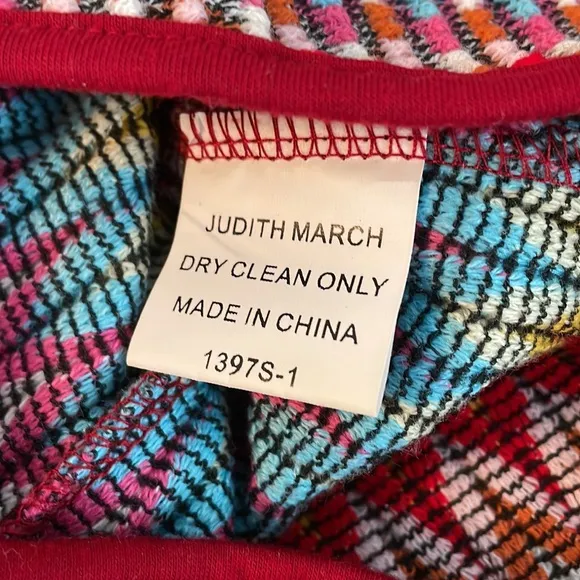 JUDITH MARCH
DRY CLEAN ONLY
MADE IN CHINA
1397S-1